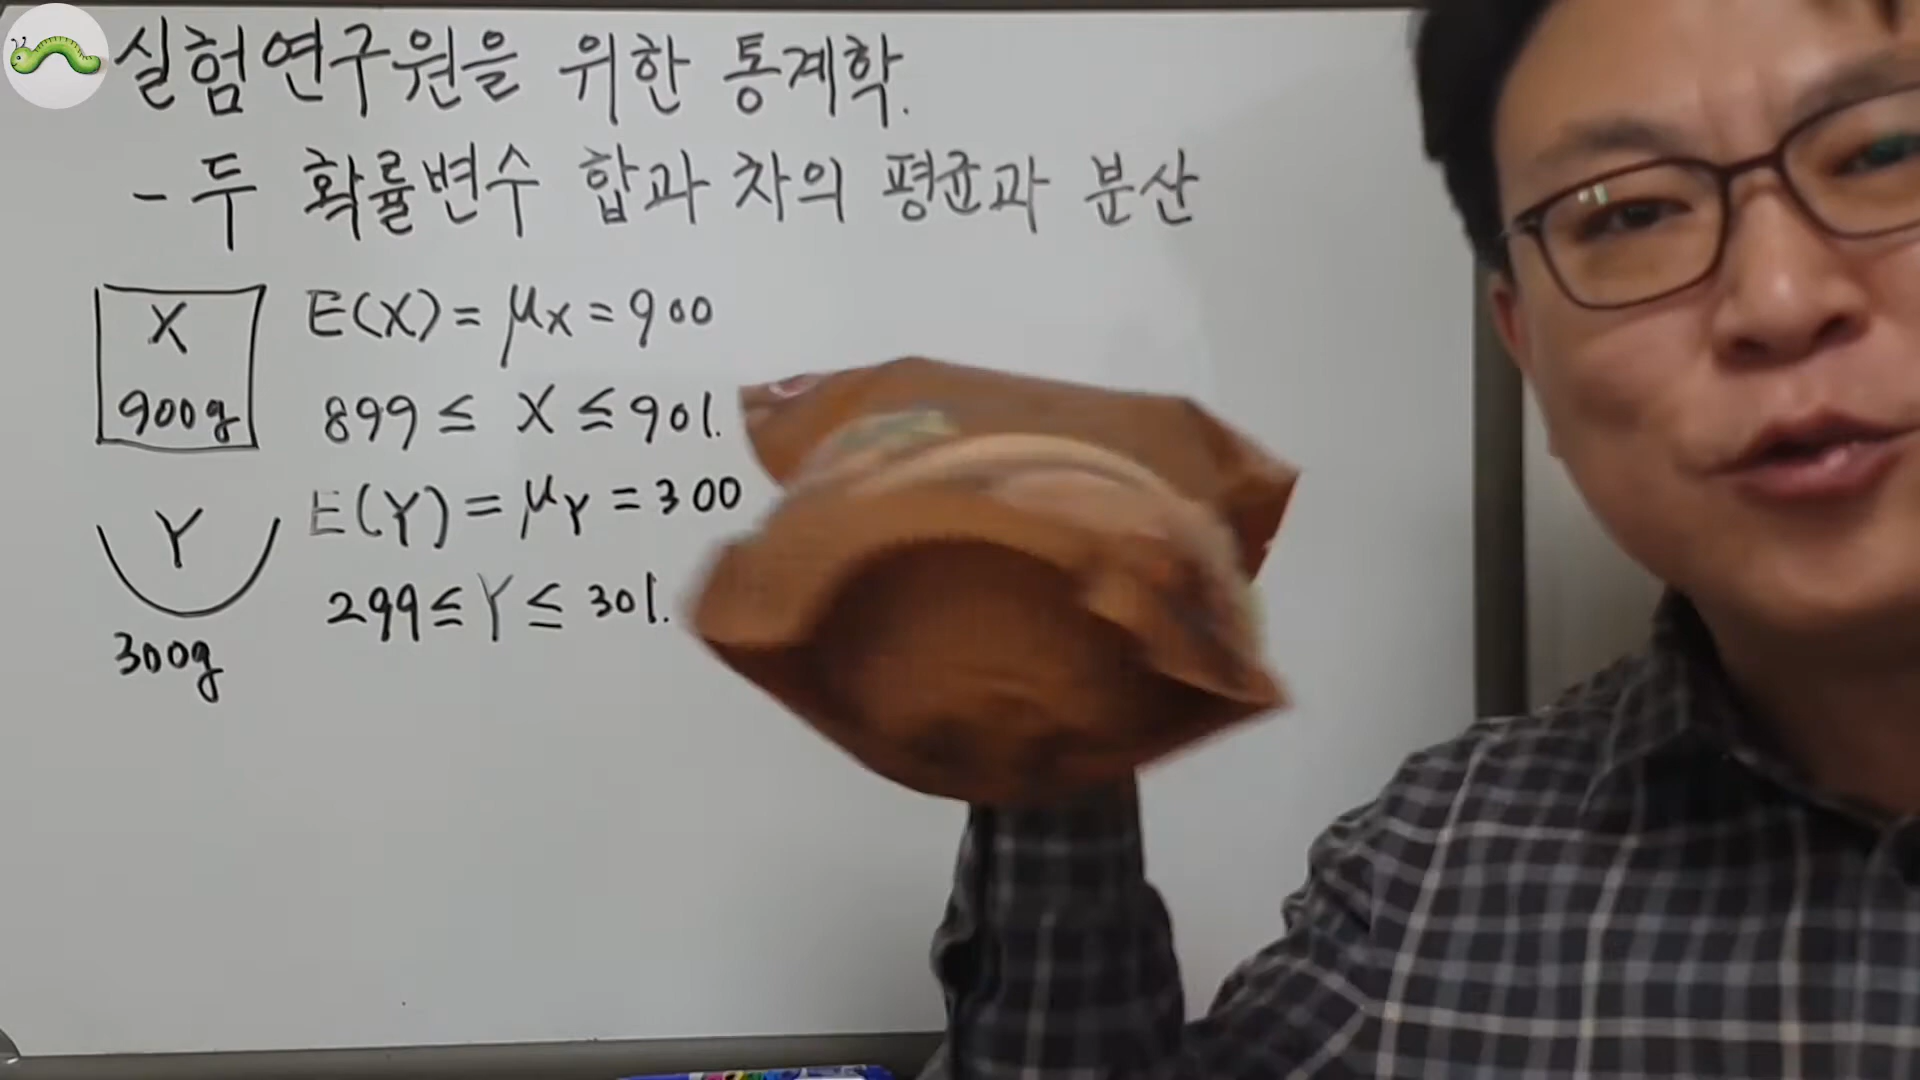 실험연구원을 위한 통계학.
- 두 확률변수 합과 차의 평균과 분산
X
900g
E(X) = μx = 900
899 ≤ X ≤ 901.
E(Y) = μY = 300
299 ≤ Y ≤ 301.
Y
300g